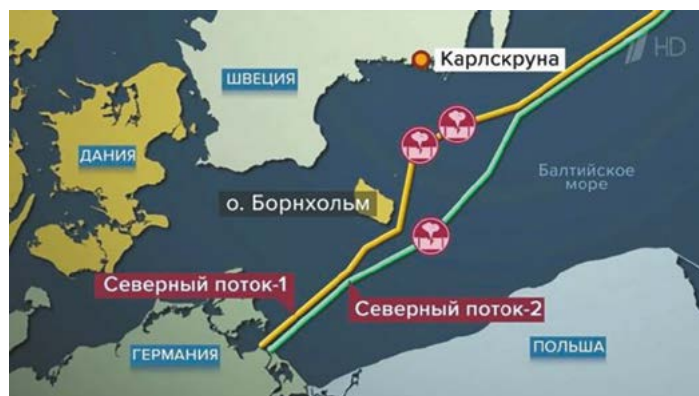 HD
Карлскруна
ШВЕЦИЯ
ДАНИЯ
Балтийское
море
о. Борнхольм
Северный поток-1
Северный поток-2
ГЕРМАНИЯ
ПОЛЬША